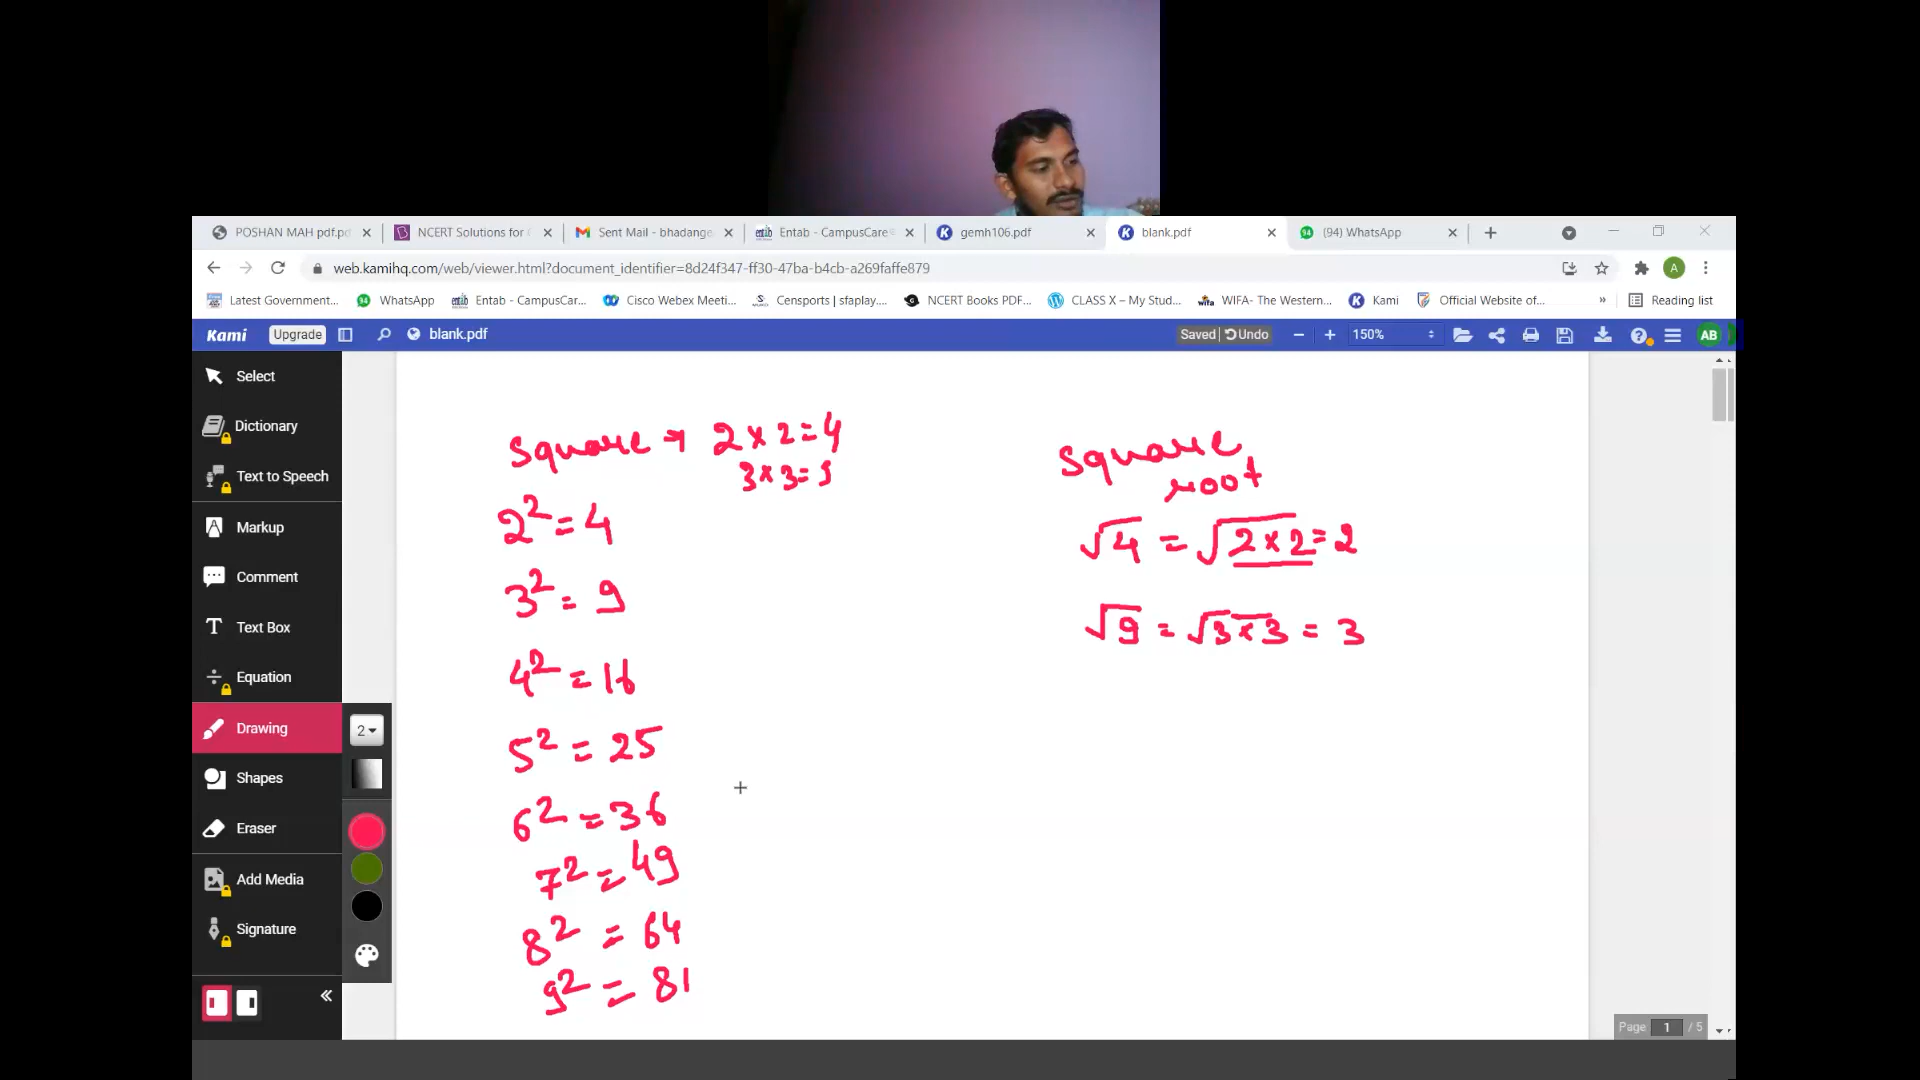 POSHAN MAH pdf.pd
NCERT Solutions for
Sent Mail - bhadange
Entab - CampusCare
gemh106.pdf
blank.pdf
(94) WhatsApp
A
web.kamihq.com/web/viewer.html?document_identifier=8d24f347-ff30-47ba-b4cb-a269faffe879
Latest Government...
WhatsApp
Entab - CampusCar...
Cisco Webex Meeti...
Censports | sfaplay....
NCERT Books PDF...
CLASS X – My Stud...
WIFA- The Western...
Kami
Official Website of...
»
Reading list
Kami
Upgrade
blank.pdf
Saved | Undo
150%
AB
Select
Dictionary
Text to Speech
Markup
Comment
Text Box
Equation
Drawing
2
Shapes
Eraser
Add Media
Signature
«
Square → 2 × 2 = 4
3 × 3 = 9
2² = 4
3² = 9
4² = 16
5² = 25
6² = 36
7² = 49
8² = 64
9² = 81
Square
root
√4 = √2 × 2 = 2
√9 = √3 × 3 = 3
Page 1 / 5